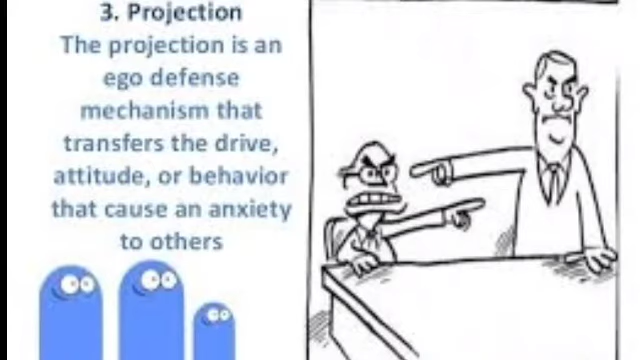 3. Projection
The projection is an
ego defense
mechanism that
transfers the drive,
attitude, or behavior
that cause an anxiety
to others